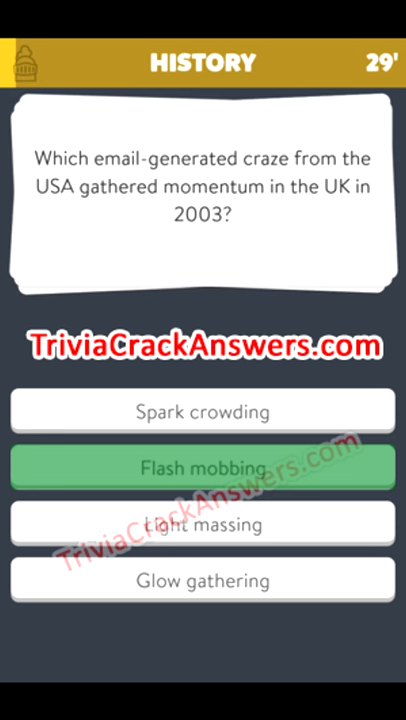 HISTORY 29'
Which email-generated craze from the
USA gathered momentum in the UK in
2003?
TriviaCrackAnswers.com
Spark crowding
Flash mobbing
Light massing
TriviaCrackAnswers.com
Glow gathering